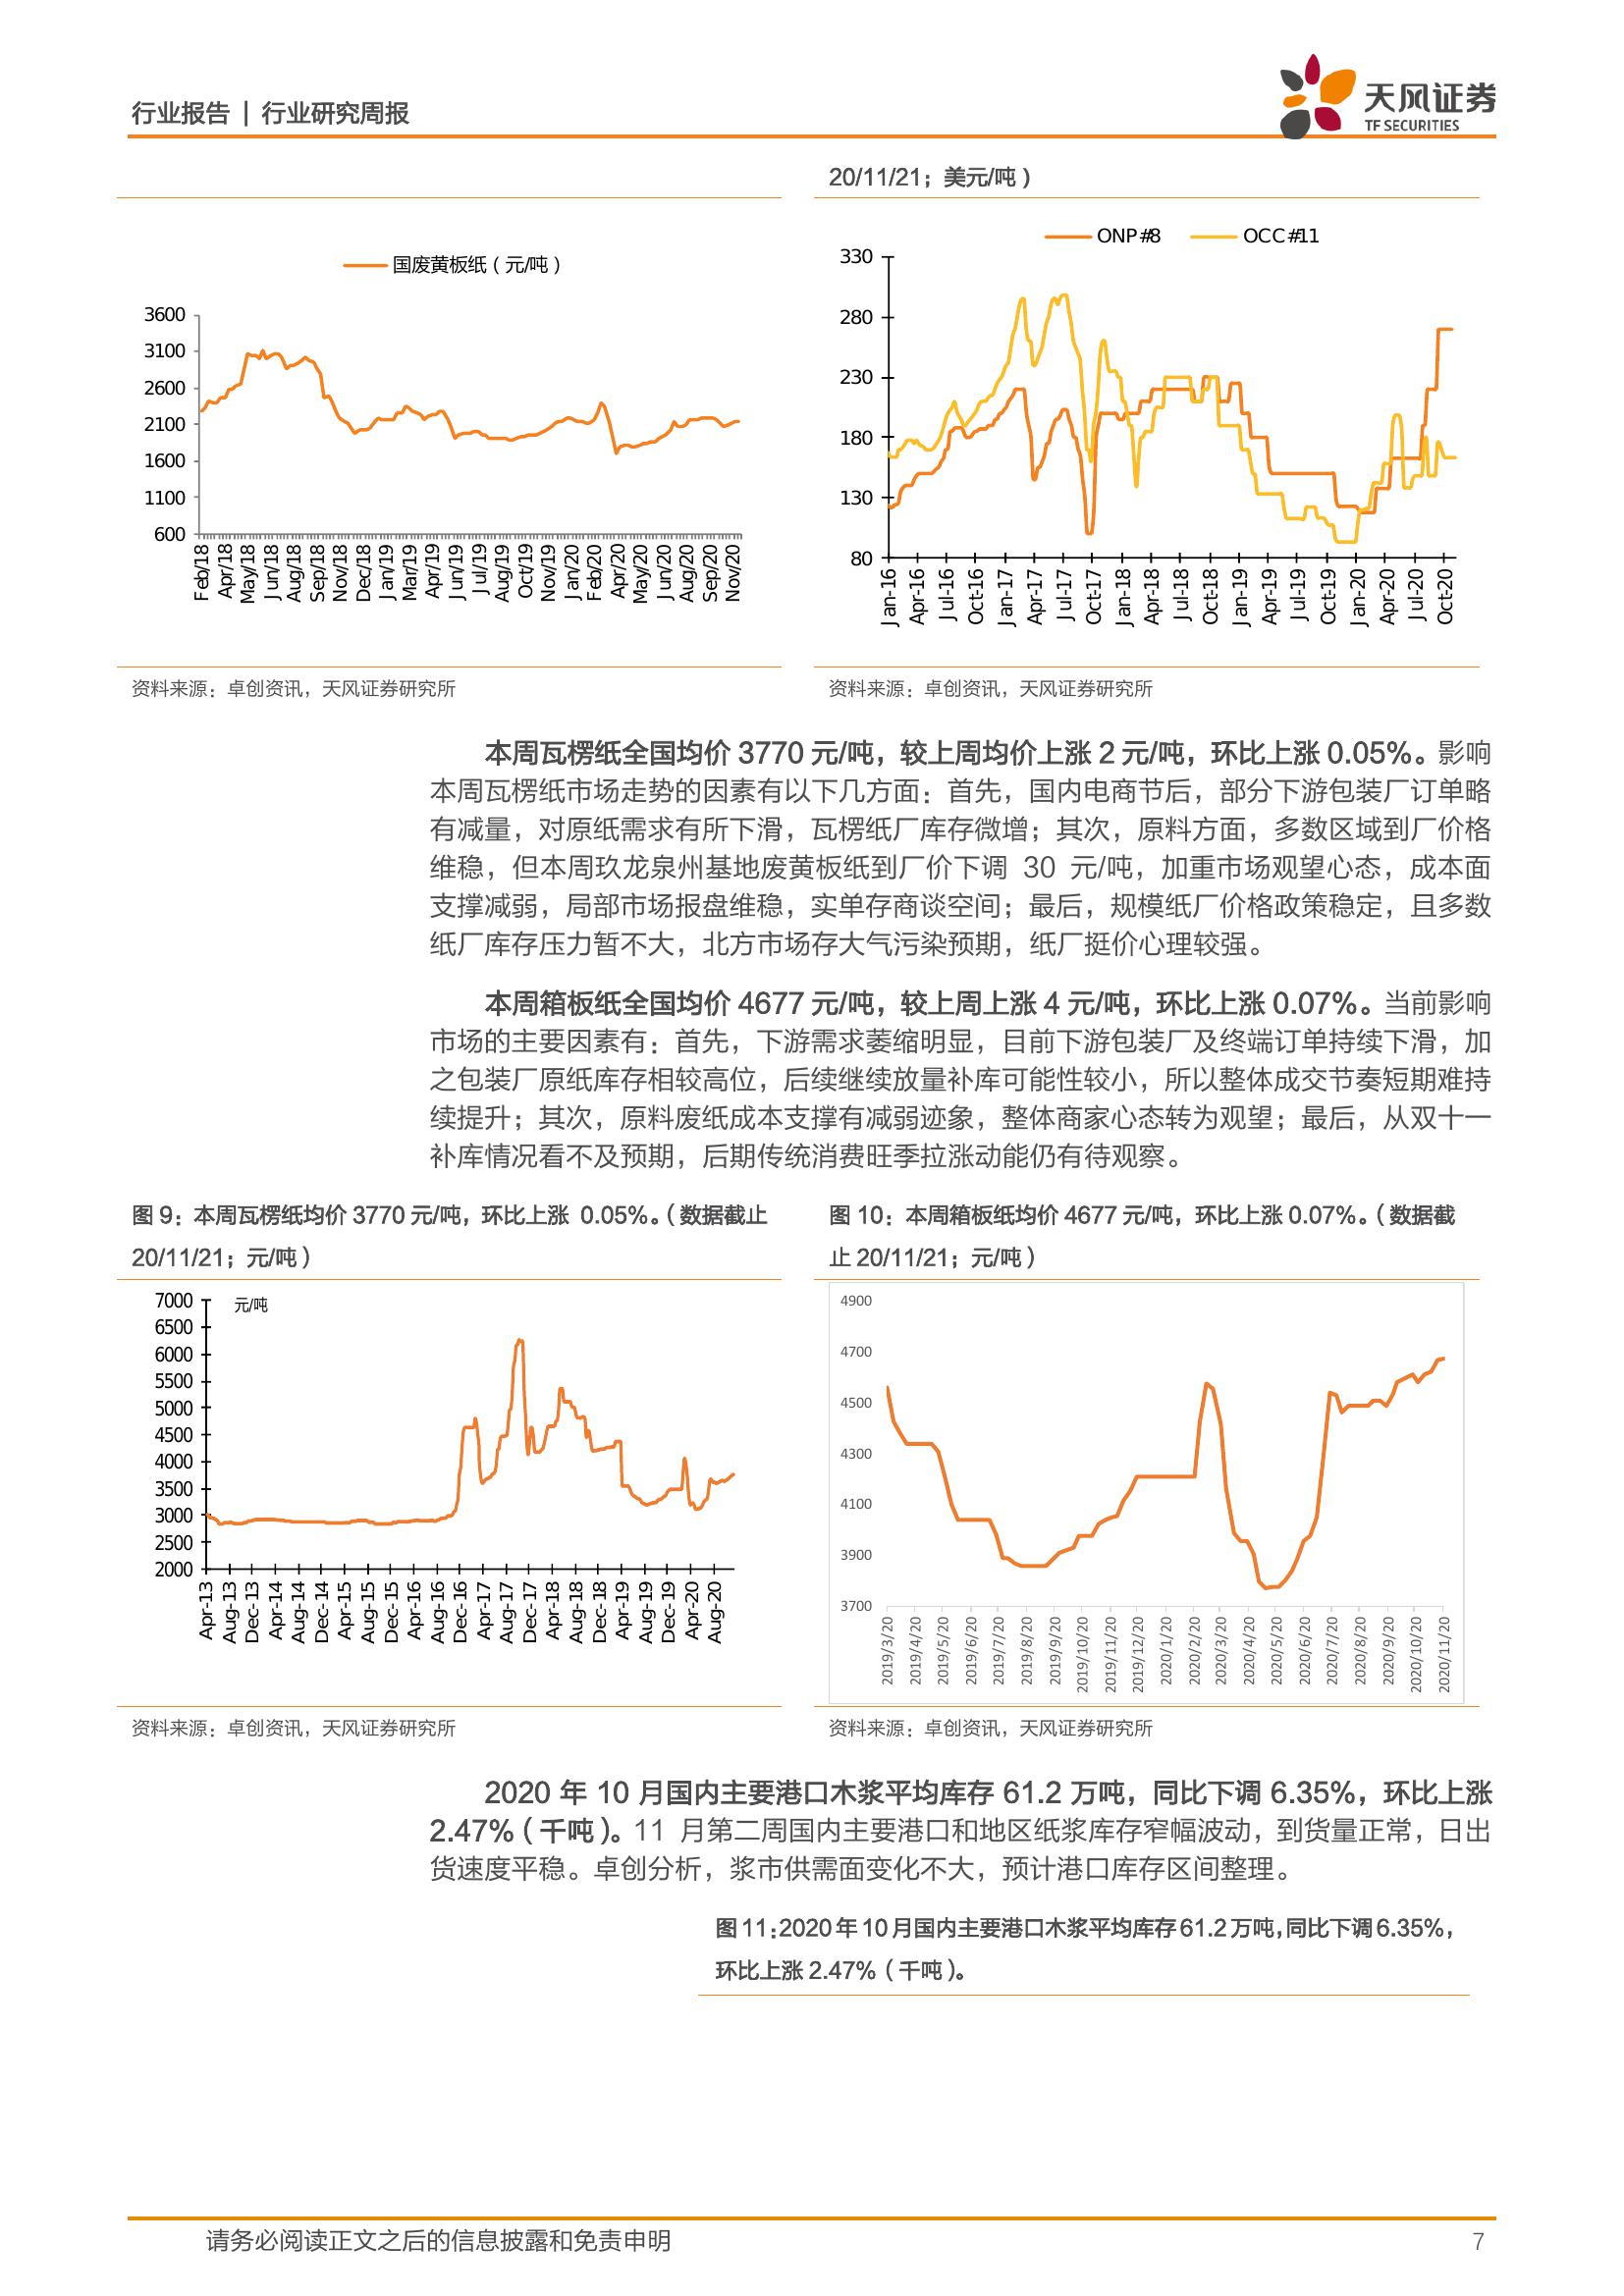 行业报告 | 行业研究周报
天风证券
TF SECURITIES
20/11/21；美元/吨）
国废黄板纸（元/吨）
3600
3100
2600
2100
1600
1100
600
Feb/18 Apr/18 May/18 Jun/18 Aug/18 Sep/18 Nov/18 Dec/18 Jan/19 Mar/19 Apr/19 Jun/19 Jul/19 Aug/19 Oct/19 Nov/19 Jan/20 Feb/20 Apr/20 May/20 Jun/20 Aug/20 Sep/20 Nov/20
ONP#8 OCC#11
330
280
230
180
130
80
Jan-16 Apr-16 Jul-16 Oct-16 Jan-17 Apr-17 Jul-17 Oct-17 Jan-18 Apr-18 Jul-18 Oct-18 Jan-19 Apr-19 Jul-19 Oct-19 Jan-20 Apr-20 Jul-20 Oct-20
资料来源：卓创资讯，天风证券研究所
资料来源：卓创资讯，天风证券研究所
本周瓦楞纸全国均价 3770 元/吨，较上周均价上涨 2 元/吨，环比上涨 0.05%。影响
本周瓦楞纸市场走势的因素有以下几方面：首先，国内电商节后，部分下游包装厂订单略
有减量，对原纸需求有所下滑，瓦楞纸厂库存微增；其次，原料方面，多数区域到厂价格
维稳，但本周玖龙泉州基地废黄板纸到厂价下调 30 元/吨，加重市场观望心态，成本面
支撑减弱，局部市场报盘维稳，实单存商谈空间；最后，规模纸厂价格政策稳定，且多数
纸厂库存压力暂不大，北方市场存大气污染预期，纸厂挺价心理较强。
本周箱板纸全国均价 4677 元/吨，较上周上涨 4 元/吨，环比上涨 0.07%。当前影响
市场的主要因素有：首先，下游需求萎缩明显，目前下游包装厂及终端订单持续下滑，加
之包装厂原纸库存相较高位，后续继续放量补库可能性较小，所以整体成交节奏短期难持
续提升；其次，原料废纸成本支撑有减弱迹象，整体商家心态转为观望；最后，从双十一
补库情况看不及预期，后期传统消费旺季拉涨动能仍有待观察。
图 9：本周瓦楞纸均价 3770 元/吨，环比上涨 0.05%。（数据截止
20/11/21；元/吨）
图 10：本周箱板纸均价 4677 元/吨，环比上涨 0.07%。（数据截
止 20/11/21；元/吨）
元/吨
7000
6500
6000
5500
5000
4500
4000
3500
3000
2500
2000
Apr-13 Aug-13 Dec-13 Apr-14 Aug-14 Dec-14 Apr-15 Aug-15 Dec-15 Apr-16 Aug-16 Dec-16 Apr-17 Aug-17 Dec-17 Apr-18 Aug-18 Dec-18 Apr-19 Aug-19 Dec-19 Apr-20 Aug-20
4900
4700
4500
4300
4100
3900
3700
2019/3/20 2019/4/20 2019/5/20 2019/6/20 2019/7/20 2019/8/20 2019/9/20 2019/10/20 2019/11/20 2019/12/20 2020/1/20 2020/2/20 2020/3/20 2020/4/20 2020/5/20 2020/6/20 2020/7/20 2020/8/20 2020/9/20 2020/10/20 2020/11/20
资料来源：卓创资讯，天风证券研究所
资料来源：卓创资讯，天风证券研究所
2020 年 10 月国内主要港口木浆平均库存 61.2 万吨，同比下调 6.35%，环比上涨
2.47%（千吨）。11 月第二周国内主要港口和地区纸浆库存窄幅波动，到货量正常，日出
货速度平稳。卓创分析，浆市供需面变化不大，预计港口库存区间整理。
图 11：2020 年 10 月国内主要港口木浆平均库存 61.2 万吨，同比下调 6.35%，
环比上涨 2.47%（千吨）。
请务必阅读正文之后的信息披露和免责申明
7